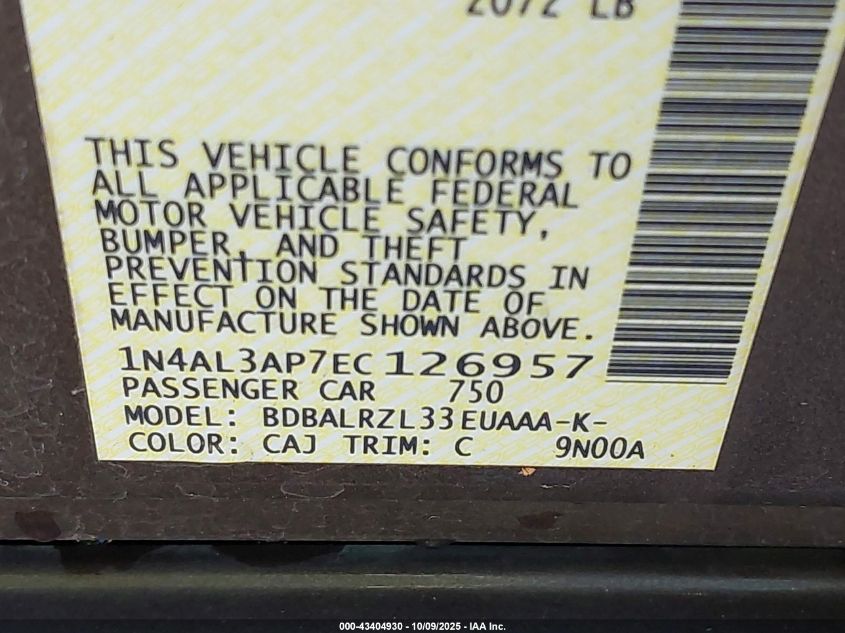 2072 LB
THIS VEHICLE CONFORMS TO
ALL APPLICABLE FEDERAL
MOTOR VEHICLE SAFETY,
BUMPER, AND THEFT
PREVENTION STANDARDS IN
EFFECT ON THE DATE OF
MANUFACTURE SHOWN ABOVE.
1N4AL3AP7EC126957
PASSENGER CAR 750
MODEL: BDBALRZL33EUAAA-K-
COLOR: CAJ TRIM: C 9N00A
000-43404930 - 10/09/2025 - IAA Inc.